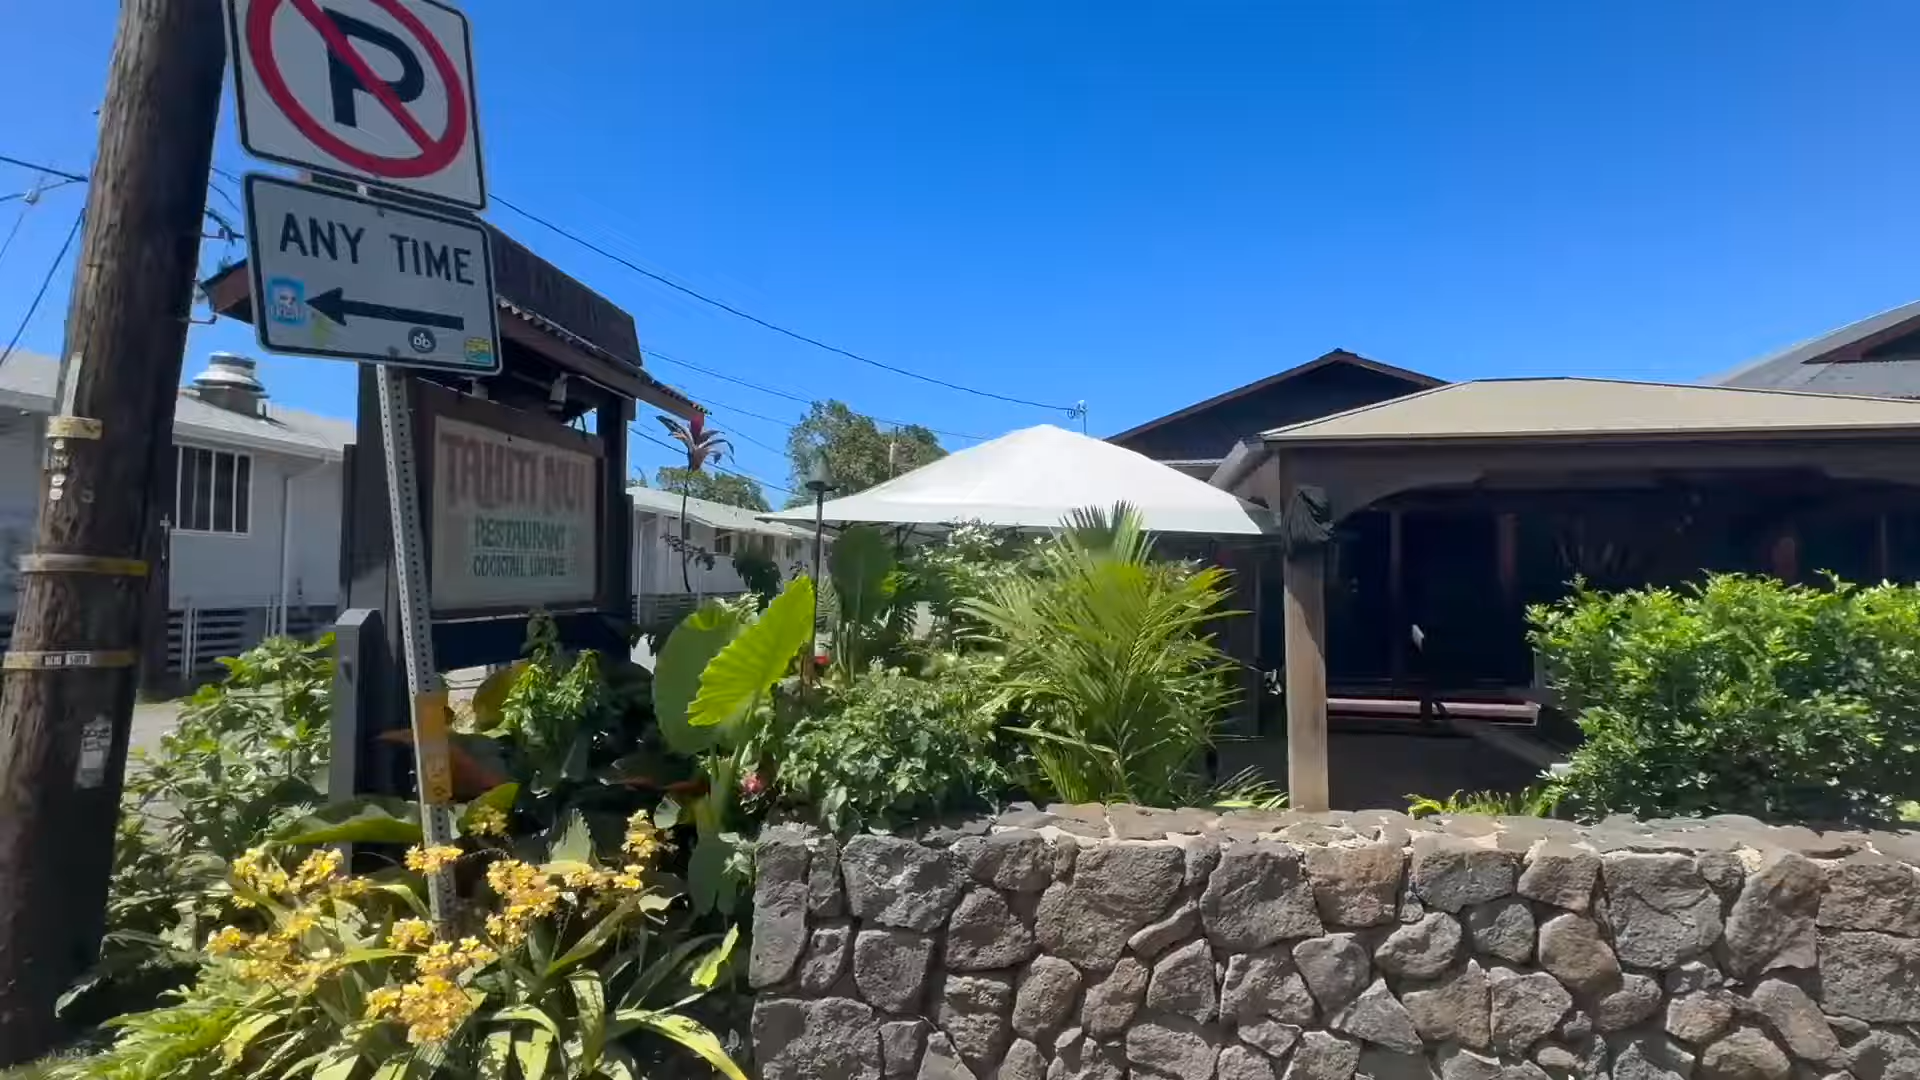 P
ANY TIME
TAHITI NUI
RESTAURANT
COCKTAIL LOUNGE